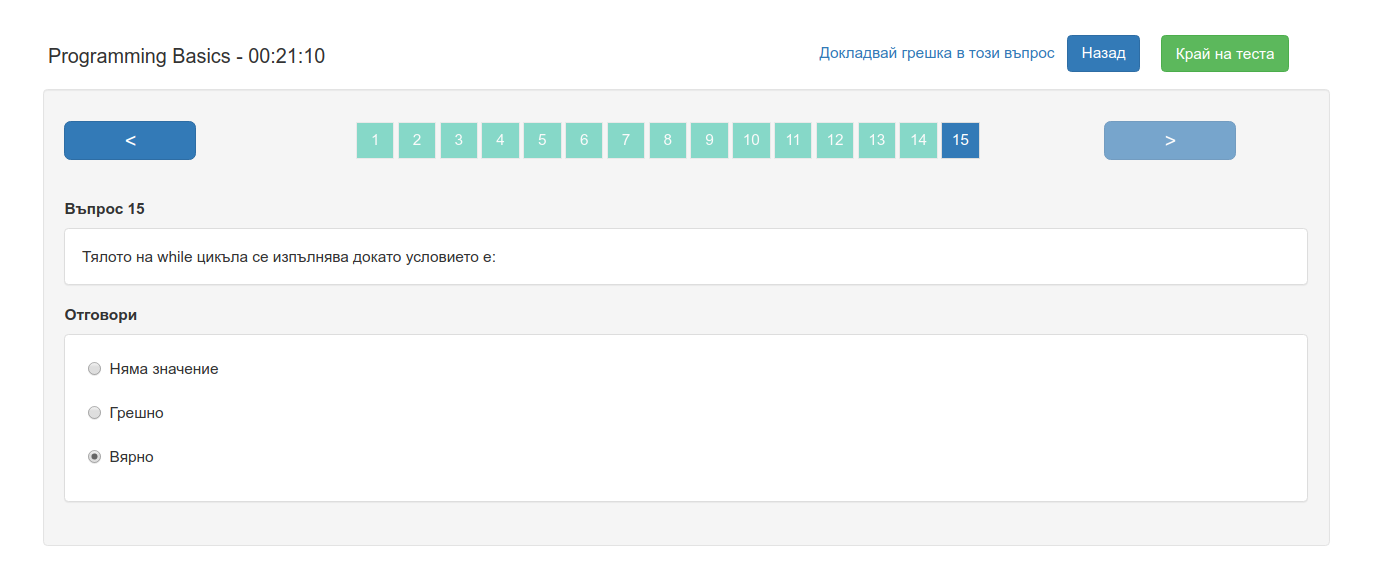 Programming Basics - 00:21:10
Докладвай грешка в този въпрос
Назад
Край на теста
<
1 2 3 4 5 6 7 8 9 10 11 12 13 14 15
>
Въпрос 15
Тялото на while цикъла се изпълнява докато условието е:
Отговори
Няма значение
Грешно
Вярно